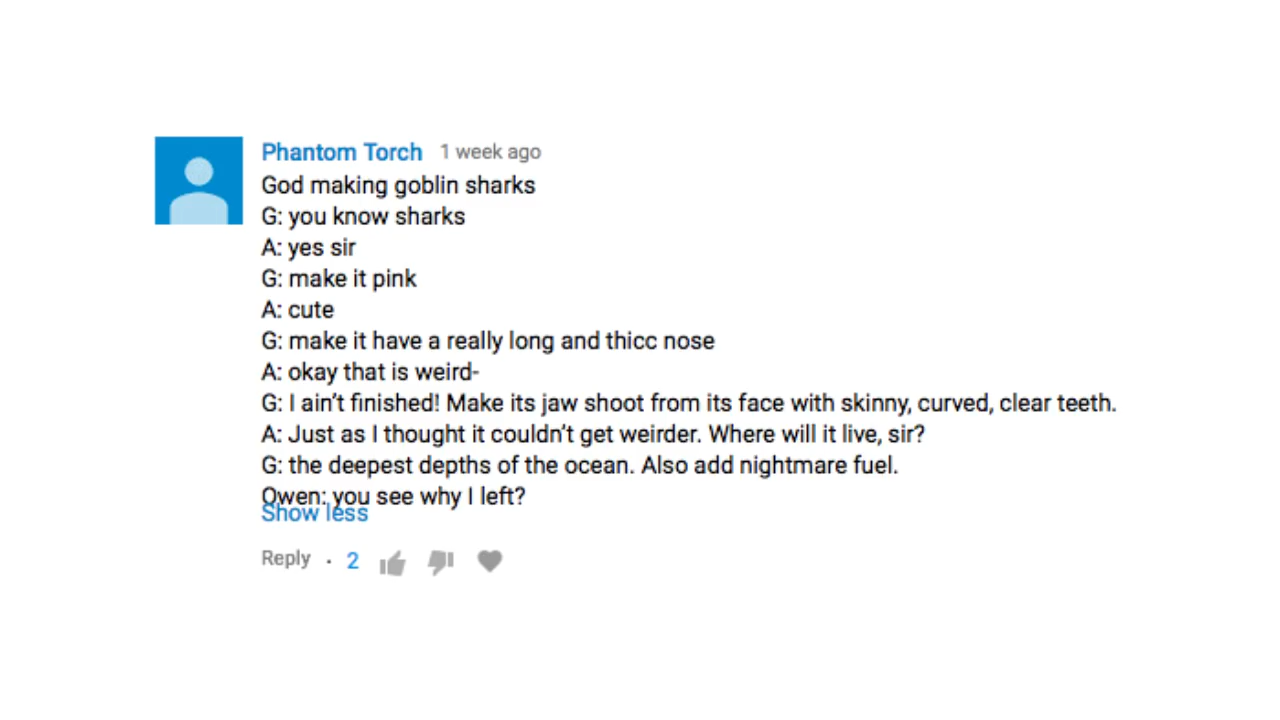 Phantom Torch 1 week ago
God making goblin sharks
G: you know sharks
A: yes sir
G: make it pink
A: cute
G: make it have a really long and thicc nose
A: okay that is weird-
G: I ain't finished! Make its jaw shoot from its face with skinny, curved, clear teeth.
A: Just as I thought it couldn't get weirder. Where will it live, sir?
G: the deepest depths of the ocean. Also add nightmare fuel.
Owen: you see why I left?
Show less
Reply · 2